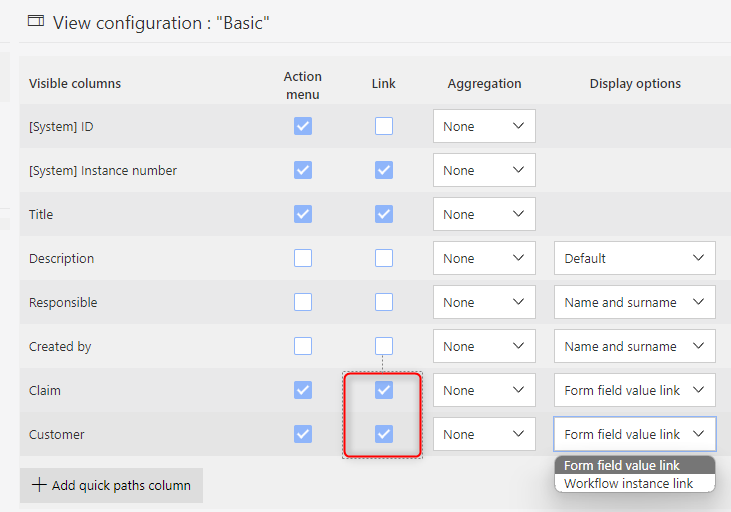 View configuration : "Basic"
Visible columns Action menu Link Aggregation Display options
[System] ID None
[System] Instance number None
Title None
Description None Default
Responsible None Name and surname
Created by None Name and surname
Claim None Form field value link
Customer None Form field value link
Form field value link
Workflow instance link
Add quick paths column